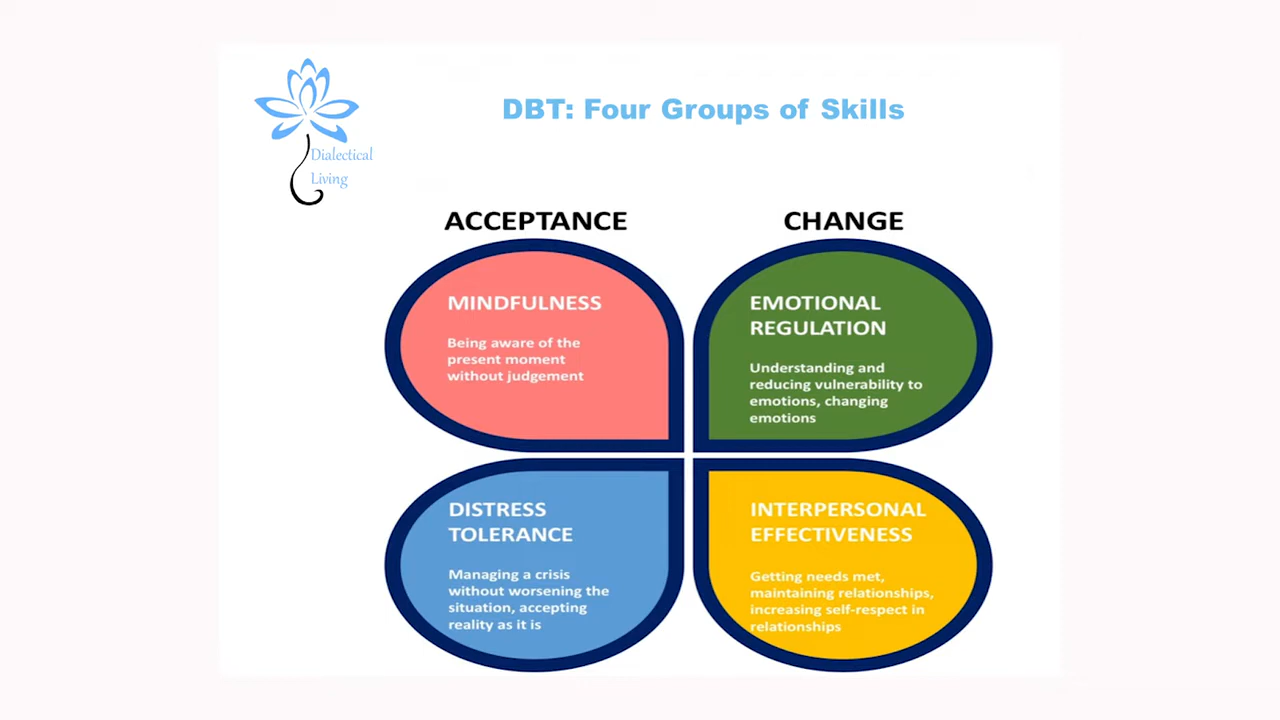 Dialectical
Living
DBT: Four Groups of Skills
ACCEPTANCE
CHANGE
MINDFULNESS
Being aware of the
present moment
without judgement
EMOTIONAL
REGULATION
Understanding and
reducing vulnerability to
emotions, changing
emotions
DISTRESS
TOLERANCE
Managing a crisis
without worsening the
situation, accepting
reality as it is
INTERPERSONAL
EFFECTIVENESS
Getting needs met,
maintaining relationships,
increasing self-respect in
relationships